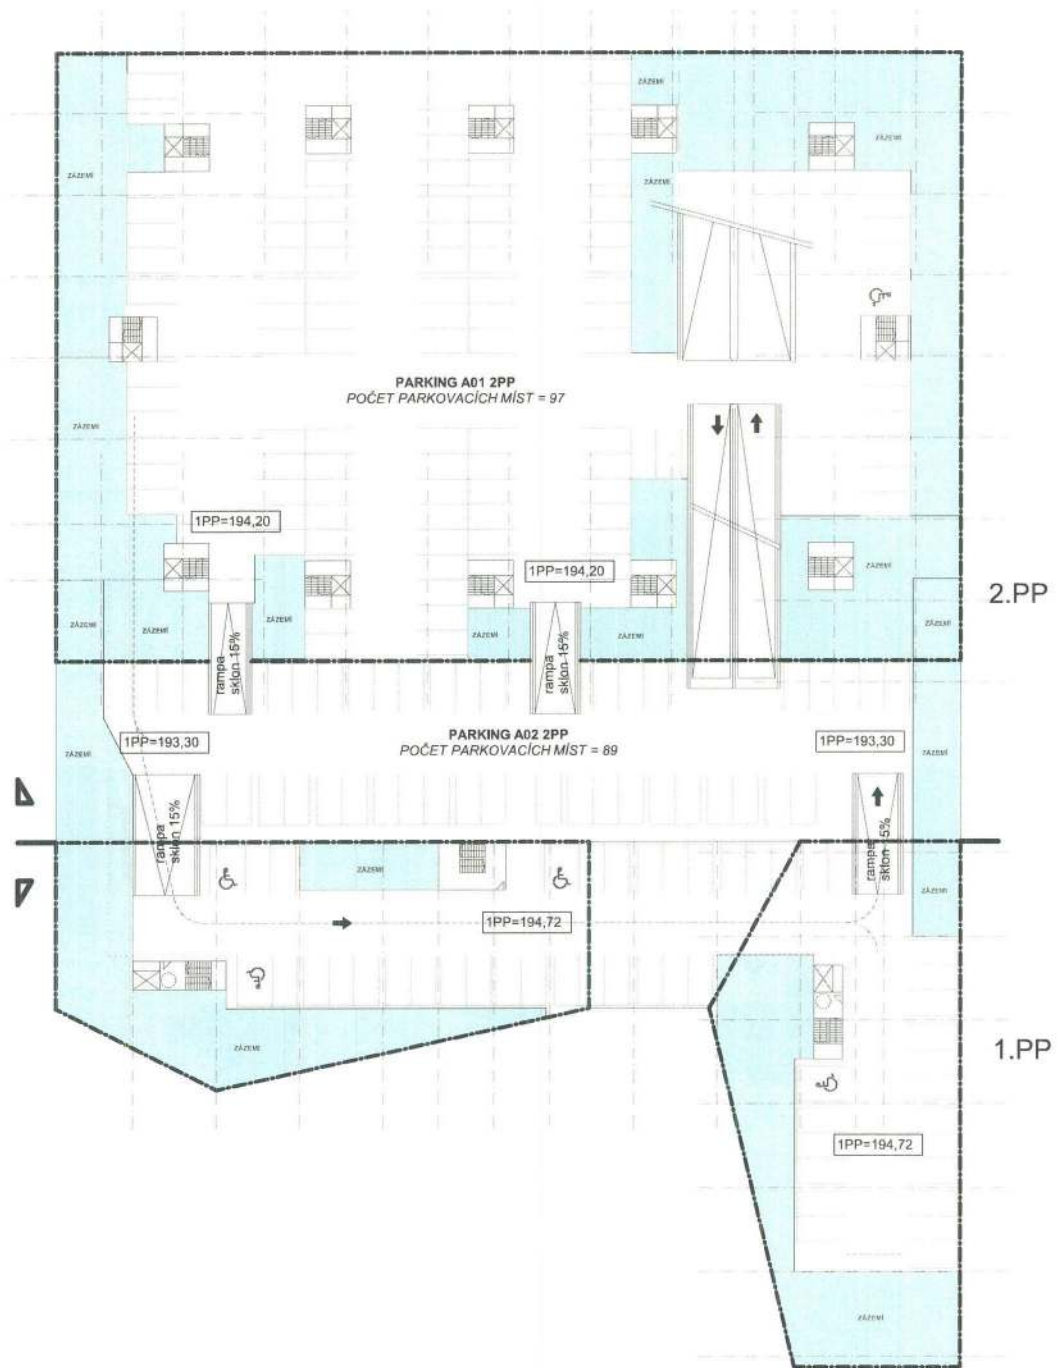 ZÁZEMÍ
ZÁZEMÍ
ZÁZEMÍ
ZÁZEMÍ
ZÁZEMÍ
PARKING A01 2PP
POČET PARKOVACÍCH MÍST = 97
ZÁZEMÍ
1PP=194,20
1PP=194,20
ZÁZEMÍ
2.PP
ZÁZEMÍ
ZÁZEMÍ
ZÁZEMÍ
ZÁZEMÍ
ZÁZEMÍ
ZÁZEMÍ
rampa
sklon 15%
rampa
sklon 15%
PARKING A02 2PP
POČET PARKOVACÍCH MÍST = 89
1PP=193,30
1PP=193,30
ZÁZEMÍ
ZÁZEMÍ
rampa
sklon 15%
rampa
sklon 15%
ZÁZEMÍ
ZÁZEMÍ
1PP=194,72
ZÁZEMÍ
1.PP
1PP=194,72
ZÁZEMÍ